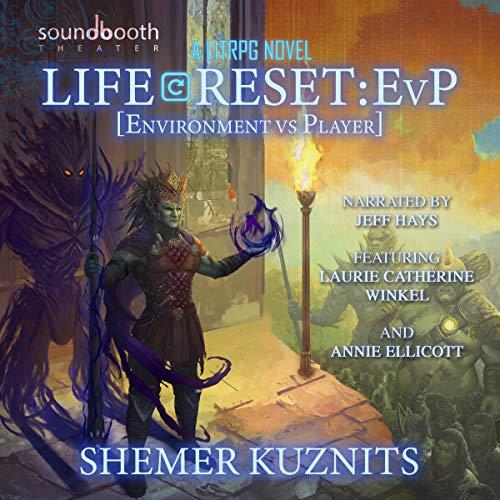 soundbooth
THEATER
A LITRPG NOVEL
LIFE RESET: EvP
[ENVIRONMENT VS PLAYER]
NARRATED BY
JEFF HAYS
FEATURING
LAURIE CATHERINE
WINKEL
AND
ANNIE ELLICOTT
SHEMER KUZNITS